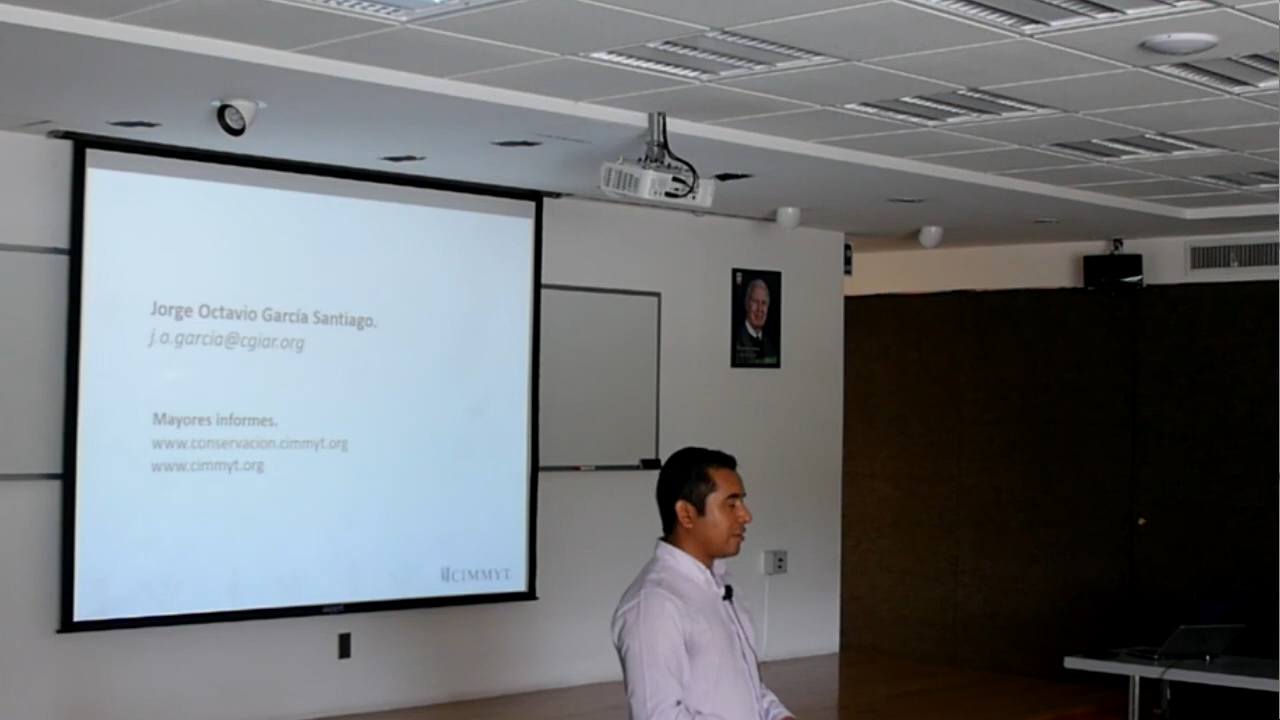 Jorge Octavio García Santiago.
j.a.garcia@cgiar.org
Mayores informes.
www.conservacion.cimmyt.org
www.cimmyt.org
CIMMYT.